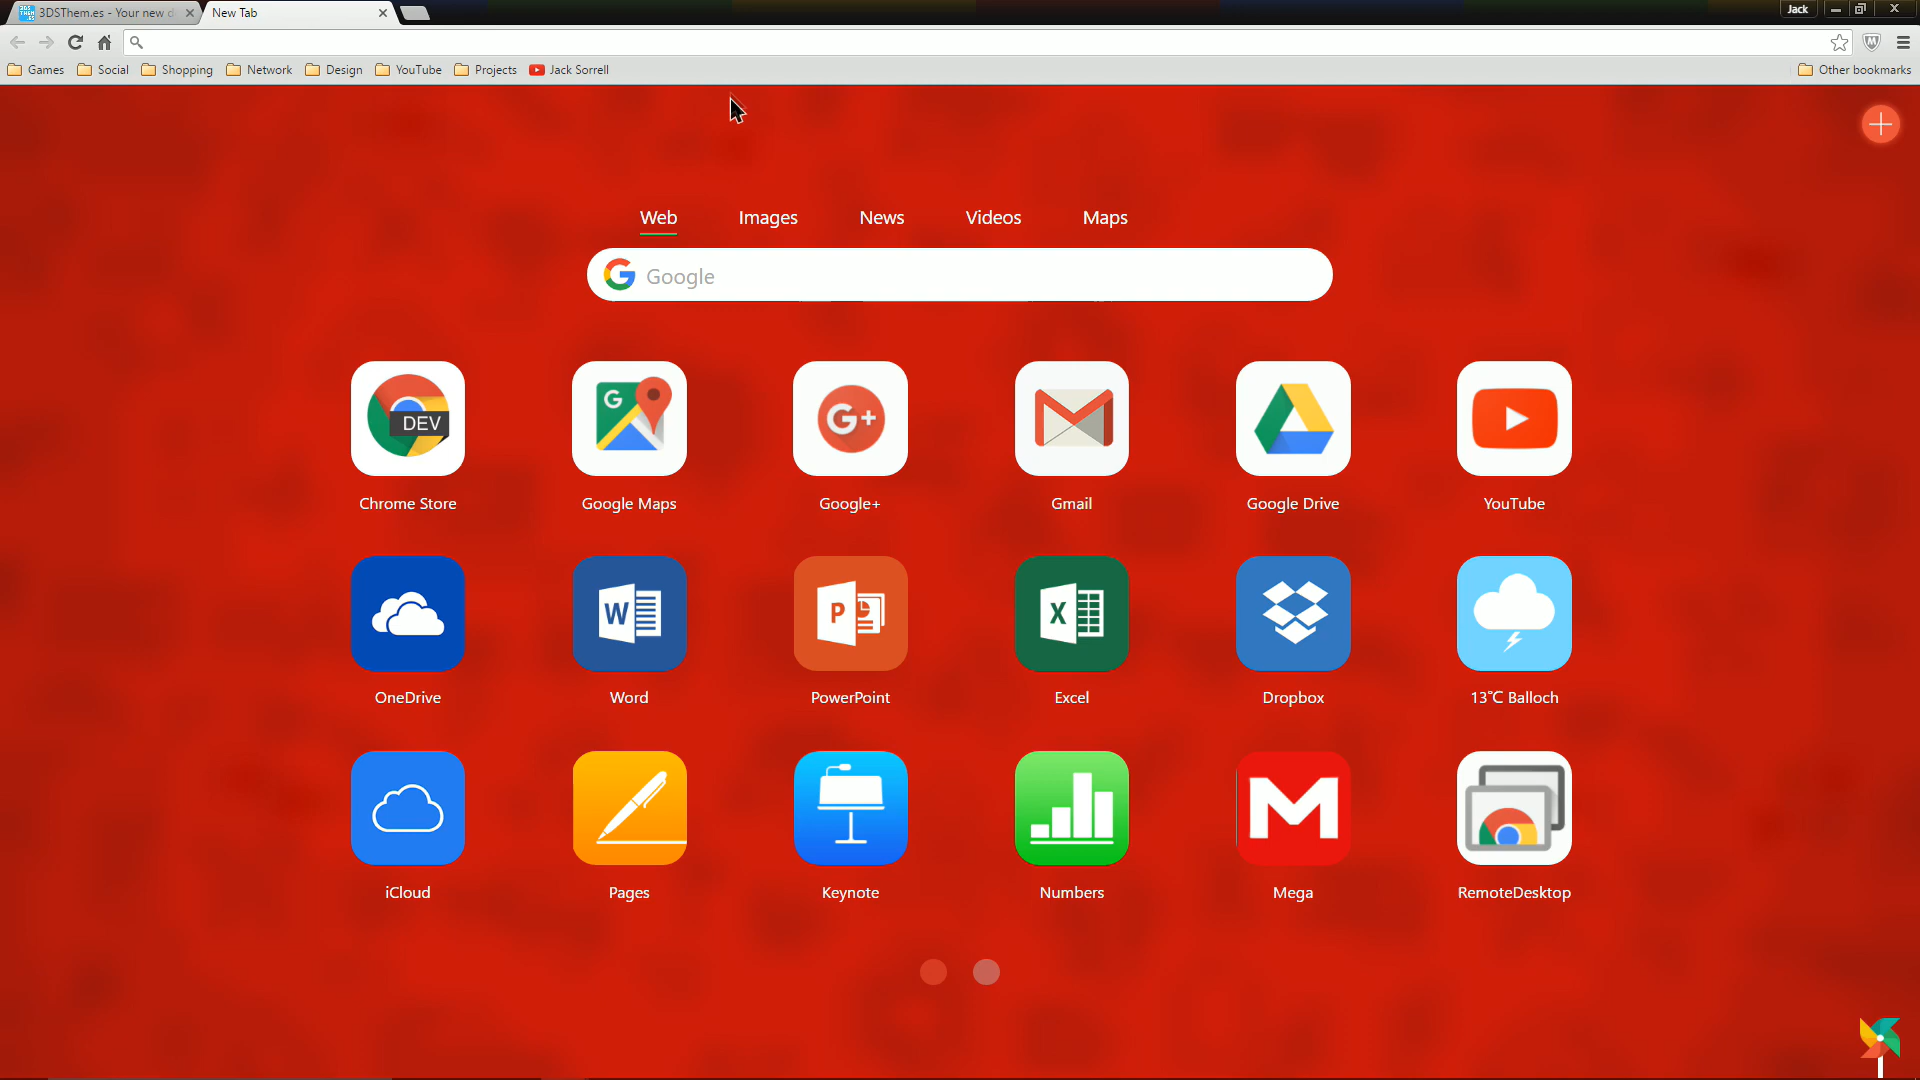 3DSThem.es - Your new d
New Tab
Jack
Games Social Shopping Network Design YouTube Projects Jack Sorrell Other bookmarks
Web Images News Videos Maps
Google
DEV
G
G+
Chrome Store Google Maps Google+ Gmail Google Drive YouTube
W P X
OneDrive Word PowerPoint Excel Dropbox 13℃ Balloch
M
iCloud Pages Keynote Numbers Mega RemoteDesktop